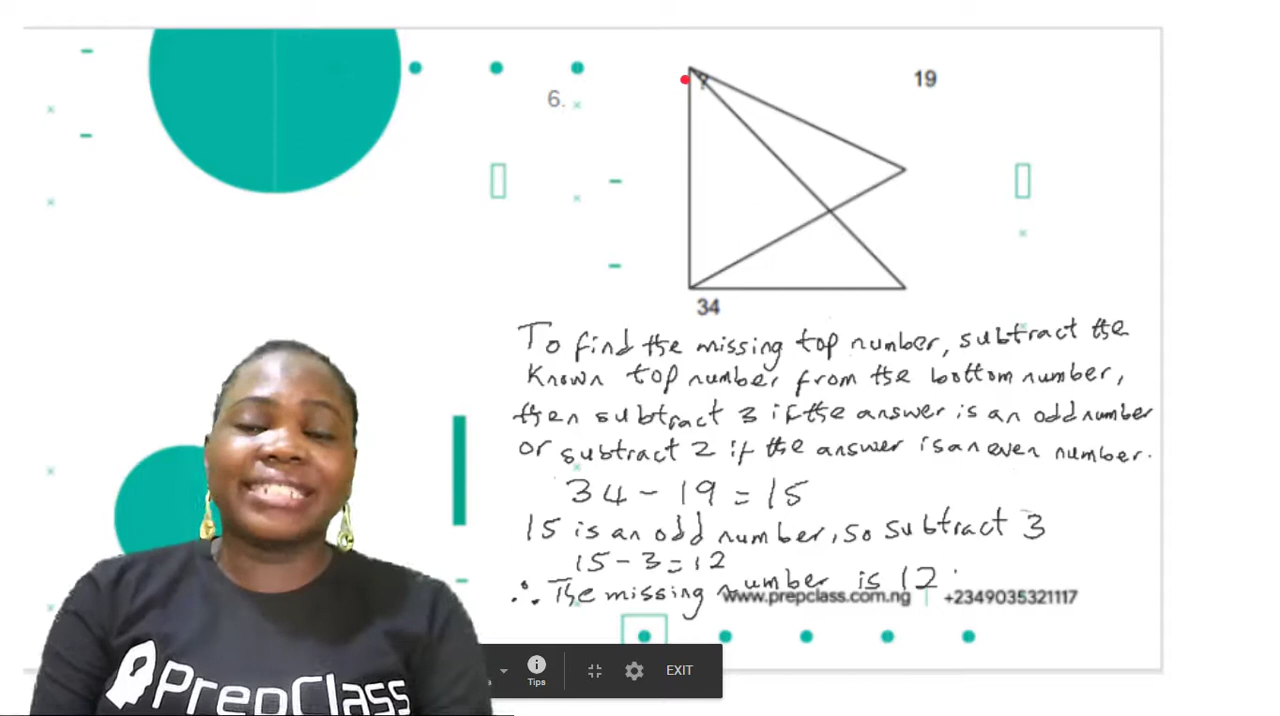 6.
?
19
34
To find the missing top number, subtract the
known top number from the bottom number,
then subtract 3 if the answer is an odd number
or subtract 2 if the answer is an even number.
34 - 19 = 15
15 is an odd number, so subtract 3
15 - 3 = 12
∴ The missing number is 12.
www.prepclass.com.ng | +2349035321117
PrepClass
Tips
EXIT